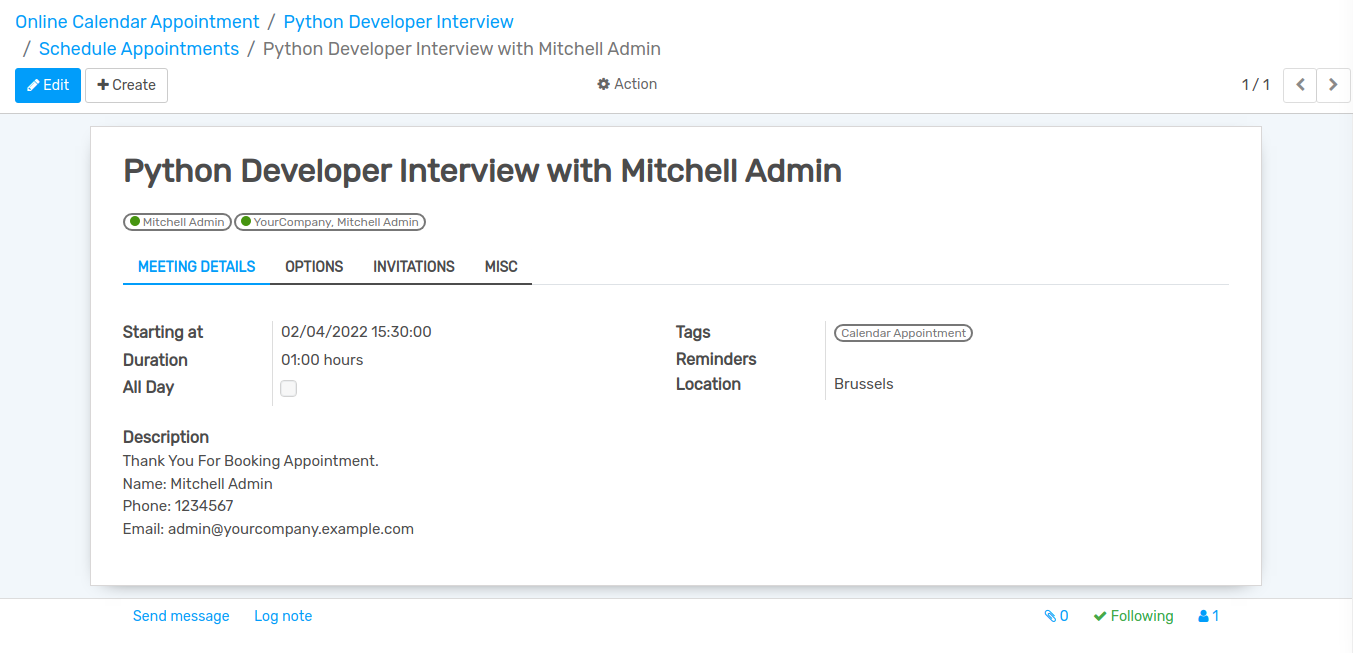 Online Calendar Appointment / Python Developer Interview
/ Schedule Appointments / Python Developer Interview with Mitchell Admin
Edit Create Action 1 / 1
Python Developer Interview with Mitchell Admin
Mitchell Admin YourCompany, Mitchell Admin
MEETING DETAILS OPTIONS INVITATIONS MISC
Starting at 02/04/2022 15:30:00 Tags Calendar Appointment
Duration 01:00 hours Reminders
All Day Location Brussels
Description
Thank You For Booking Appointment.
Name: Mitchell Admin
Phone: 1234567
Email: admin@yourcompany.example.com
Send message Log note 0 Following 1